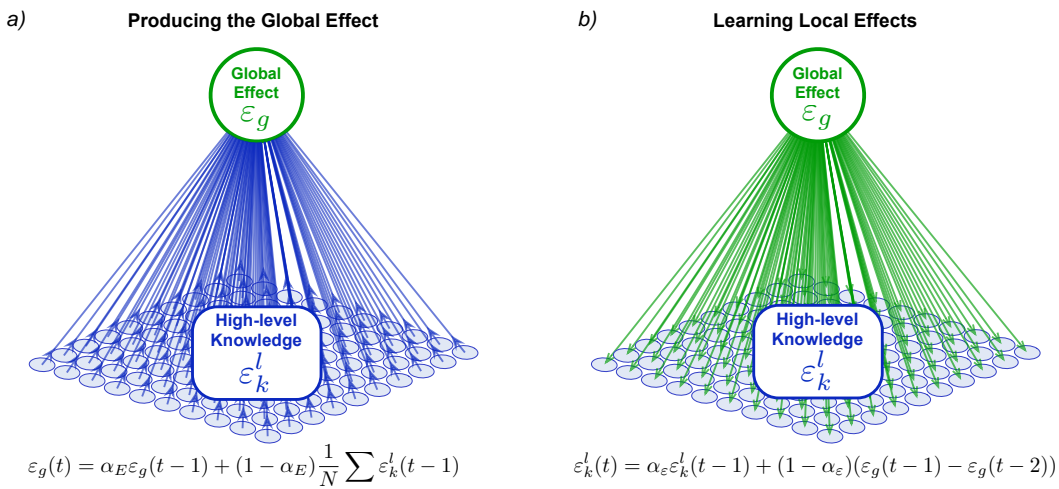 a) Producing the Global Effect
Global
Effect
ε_g
High-level
Knowledge
ε_k^l
ε_g(t) = α_E ε_g(t − 1) + (1 − α_E) 1/N ∑ ε_k^l(t − 1)
b) Learning Local Effects
Global
Effect
ε_g
High-level
Knowledge
ε_k^l
ε_k^l(t) = α_ε ε_k^l(t − 1) + (1 − α_ε)(ε_g(t − 1) − ε_g(t − 2))